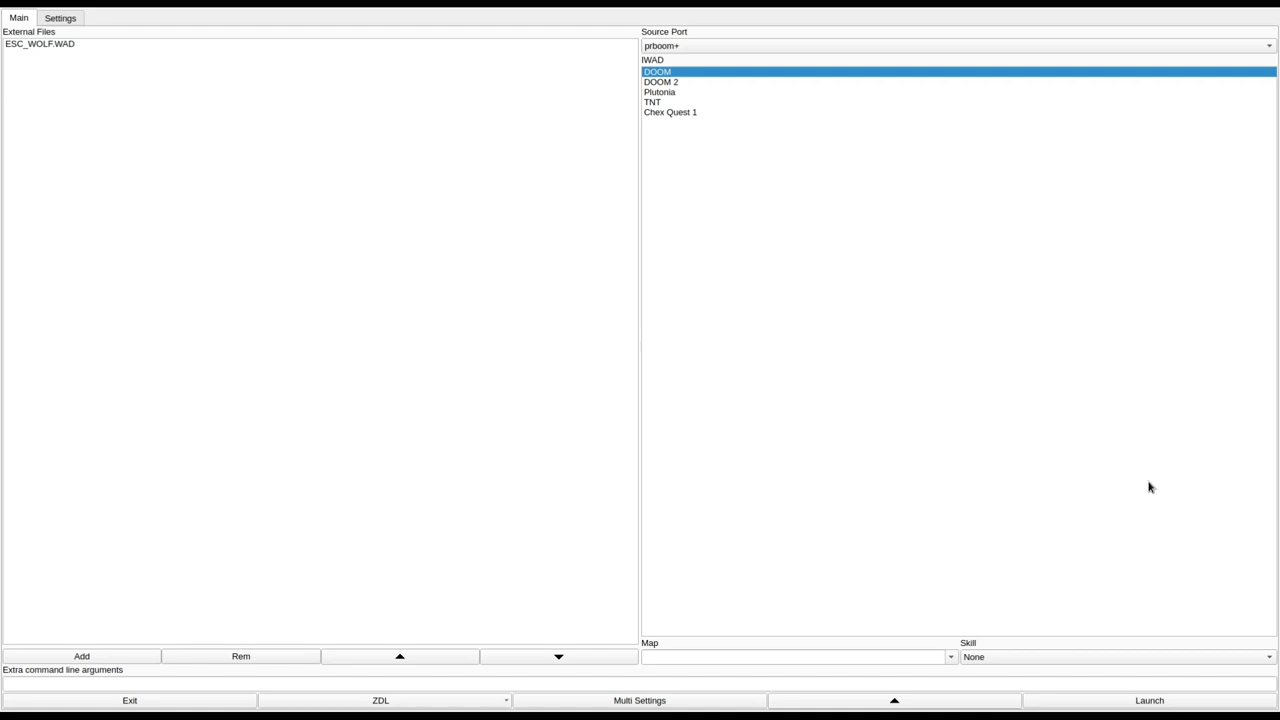 Main
Settings
External Files
ESC_WOLF.WAD
Source Port
prboom+
IWAD
DOOM
DOOM 2
Plutonia
TNT
Chex Quest 1
Map
Skill
None
Add
Rem
Extra command line arguments
Exit
ZDL
Multi Settings
Launch